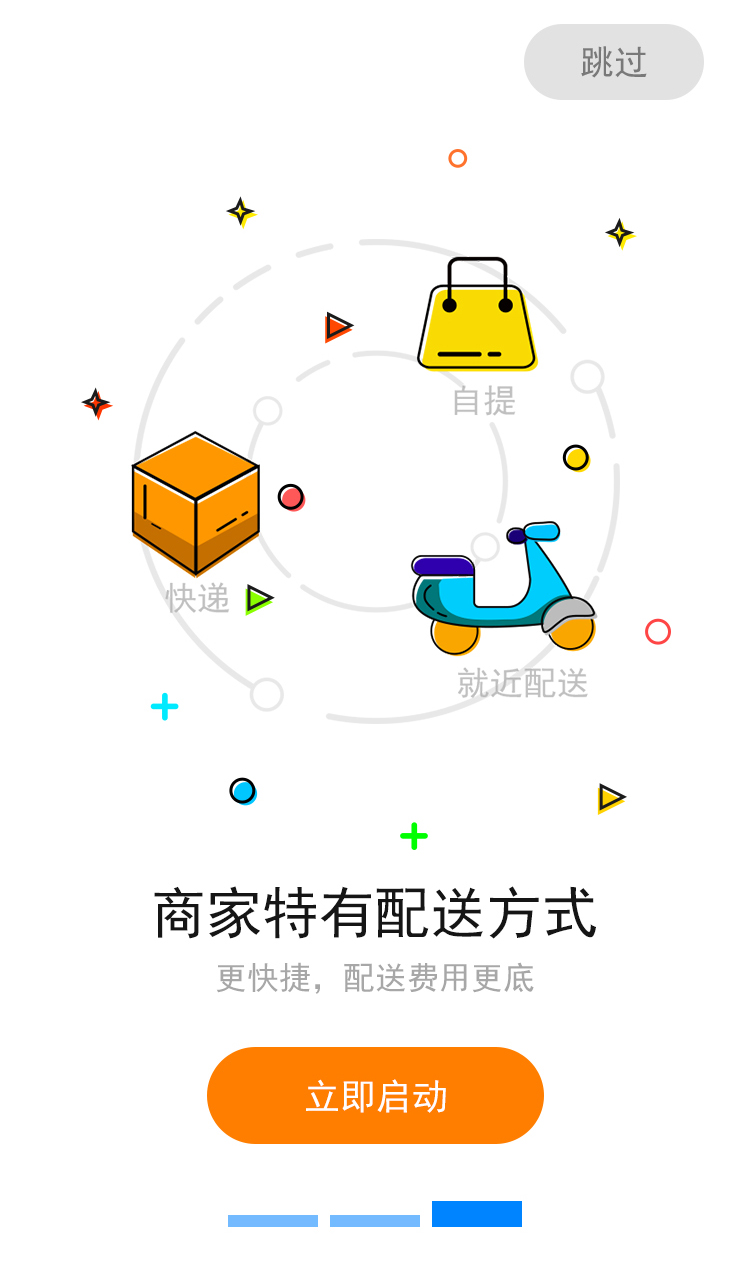 跳过
自提
快递
就近配送
商家特有配送方式
更快捷，配送费用更底
立即启动